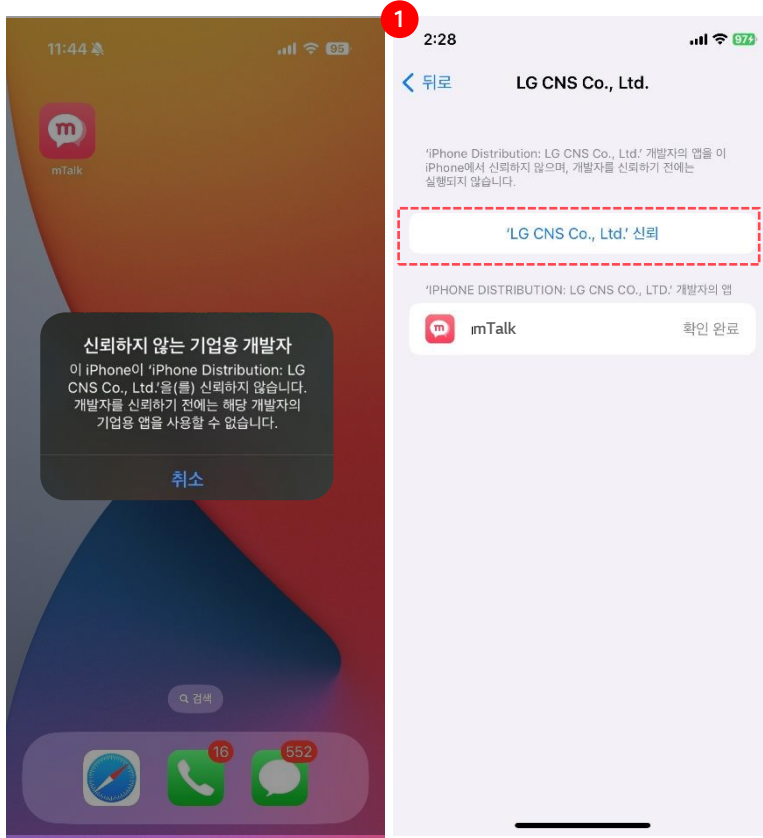 11:44
95
m
mTalk
신뢰하지 않는 기업용 개발자
이 iPhone이 ‘iPhone Distribution: LG
CNS Co., Ltd.’을(를) 신뢰하지 않습니다.
개발자를 신뢰하기 전에는 해당 개발자의
기업용 앱을 사용할 수 없습니다.
취소
검색
16
552
1
2:28
97
뒤로
LG CNS Co., Ltd.
‘iPhone Distribution: LG CNS Co., Ltd.’ 개발자의 앱을 이
iPhone에서 신뢰하지 않으며, 개발자를 신뢰하기 전에는
실행되지 않습니다.
‘LG CNS Co., Ltd.’ 신뢰
‘IPHONE DISTRIBUTION: LG CNS CO., LTD.’ 개발자의 앱
m
mTalk
확인 완료